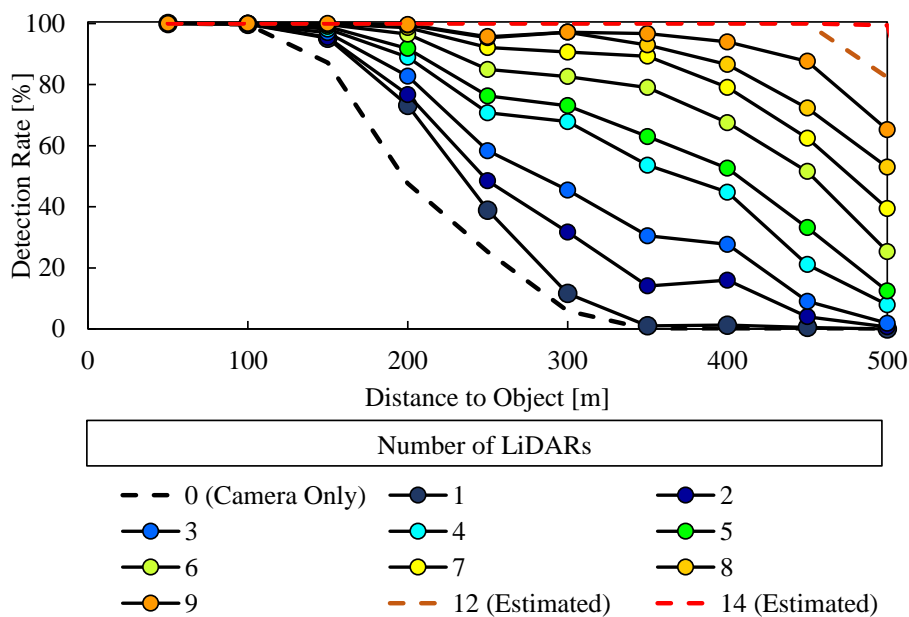 Detection Rate [%]
100
80
60
40
20
0
0 100 200 300 400 500
Distance to Object [m]
Number of LiDARs
0 (Camera Only) 1 2
3 4 5
6 7 8
9 12 (Estimated) 14 (Estimated)